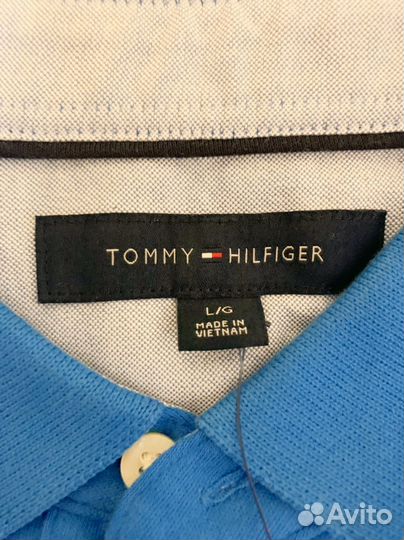 TOMMY HILFIGER
L/G
MADE IN
VIETNAM
Avito